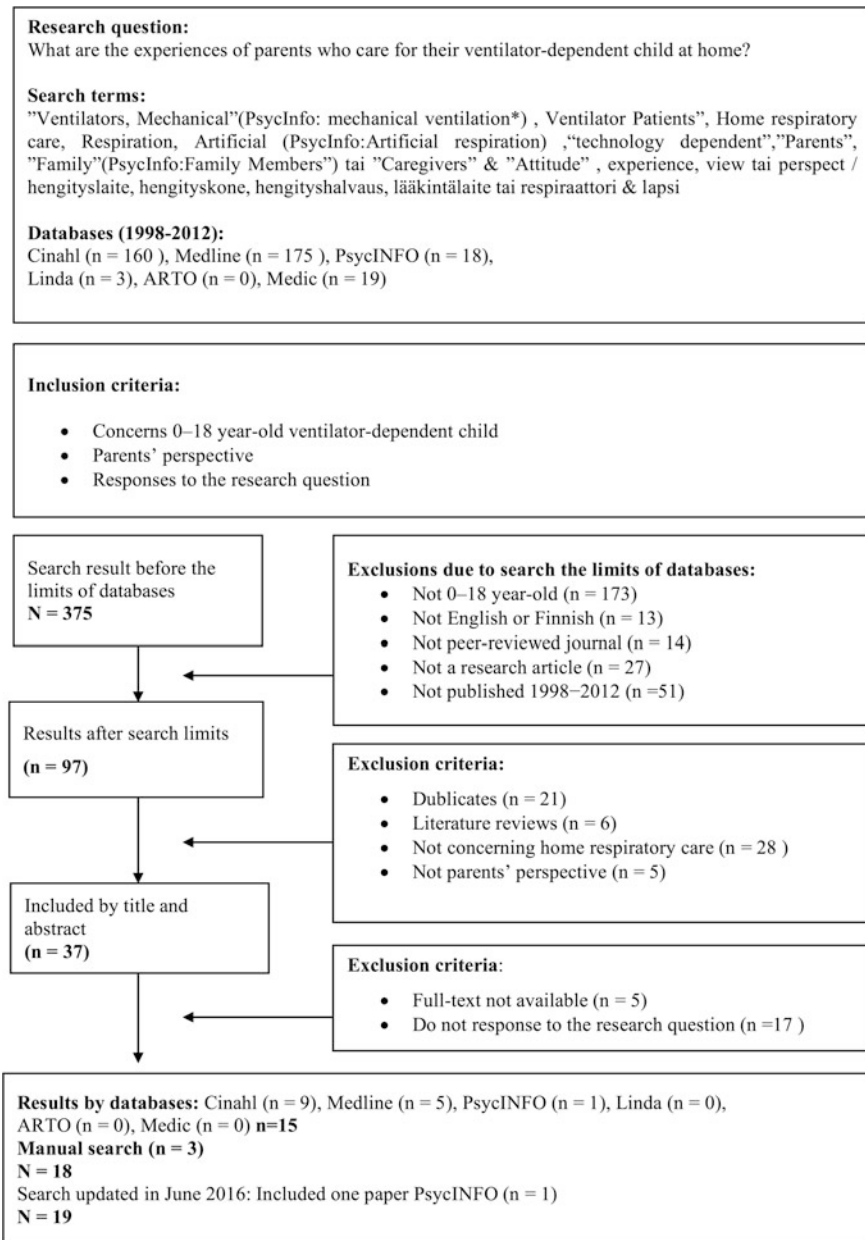 Research question:
What are the experiences of parents who care for their ventilator-dependent child at home?
Search terms:
”Ventilators, Mechanical”(PsycInfo: mechanical ventilation*) , Ventilator Patients”, Home respiratory
care, Respiration, Artificial (PsycInfo:Artificial respiration) ,“technology dependent”,”Parents”,
”Family”(PsycInfo:Family Members”) tai ”Caregivers” & ”Attitude” , experience, view tai perspect /
hengityslaite, hengityskone, hengityshalvaus, lääkintälaite tai respiraattori & lapsi
Databases (1998-2012):
Cinahl (n = 160 ), Medline (n = 175 ), PsycINFO (n = 18),
Linda (n = 3), ARTO (n = 0), Medic (n = 19)
Inclusion criteria:
• Concerns 0–18 year-old ventilator-dependent child
• Parents’ perspective
• Responses to the research question
Search result before the
limits of databases
N = 375
Exclusions due to search the limits of databases:
• Not 0–18 year-old (n = 173)
• Not English or Finnish (n = 13)
• Not peer-reviewed journal (n = 14)
• Not a research article (n = 27)
• Not published 1998−2012 (n =51)
Results after search limits
(n = 97)
Exclusion criteria:
• Dublicates (n = 21)
• Literature reviews (n = 6)
• Not concerning home respiratory care (n = 28 )
• Not parents’ perspective (n = 5)
Included by title and
abstract
(n = 37)
Exclusion criteria:
• Full-text not available (n = 5)
• Do not response to the research question (n =17 )
Results by databases: Cinahl (n = 9), Medline (n = 5), PsycINFO (n = 1), Linda (n = 0),
ARTO (n = 0), Medic (n = 0) n=15
Manual search (n = 3)
N = 18
Search updated in June 2016: Included one paper PsycINFO (n = 1)
N = 19